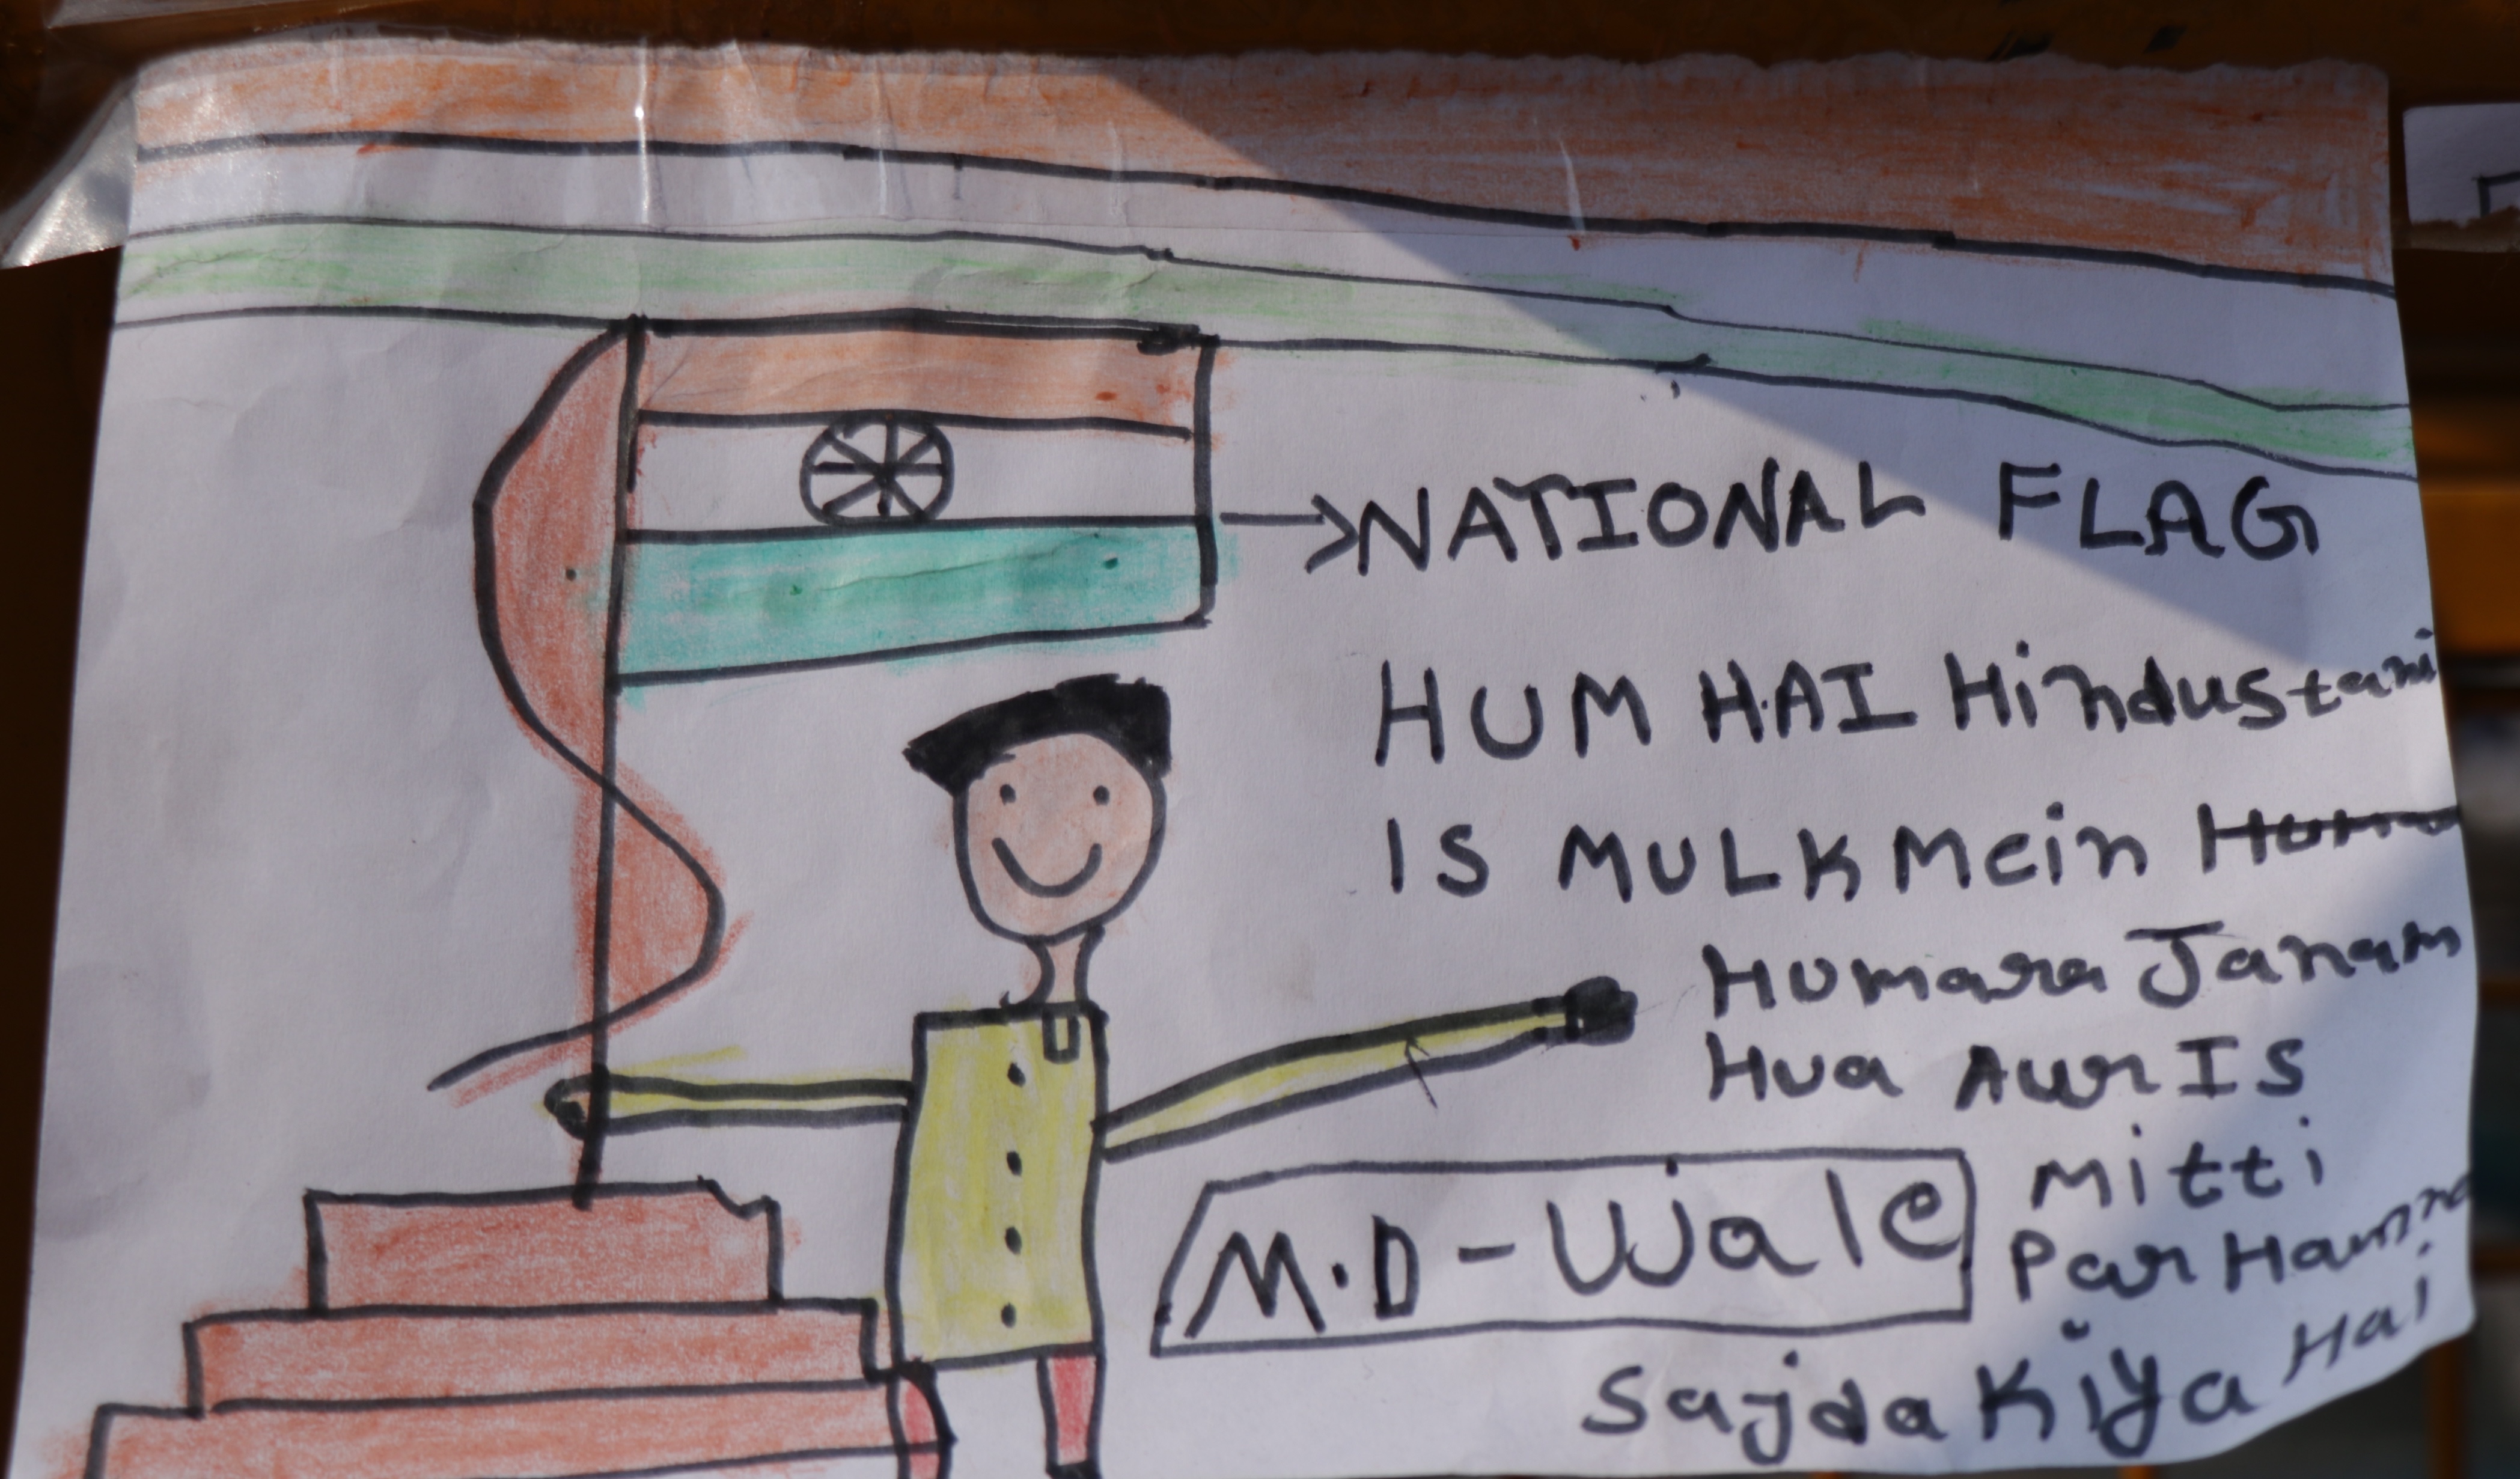 NATIONAL FLAG
HUM HAI Hindustani
IS MULK Mein
Humara Janam
Hua Aur IS
Mitti
Par Hamne
Sajda Kiya Hai
M.D-Wale